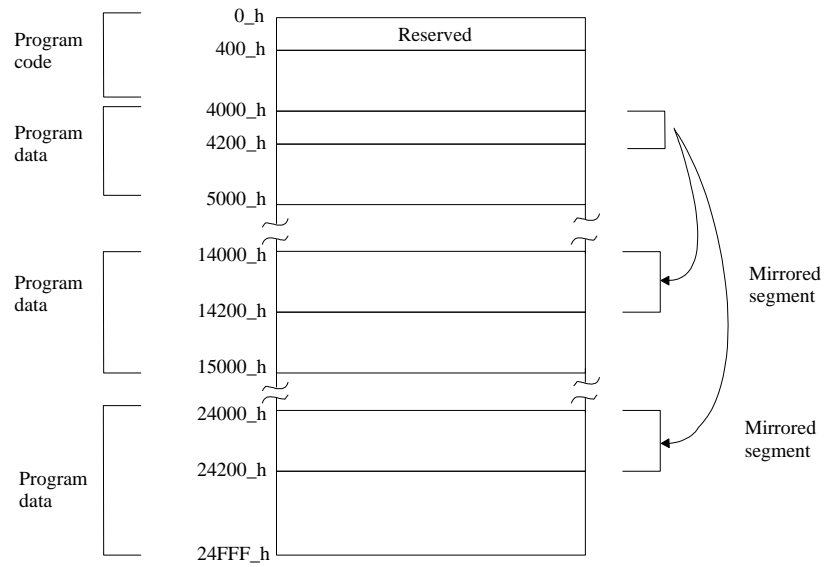 0_h
Program
code
Reserved
400_h
4000_h
Program
data
4200_h
5000_h
14000_h
Program
data
Mirrored
segment
14200_h
15000_h
24000_h
Mirrored
segment
24200_h
Program
data
24FFF_h